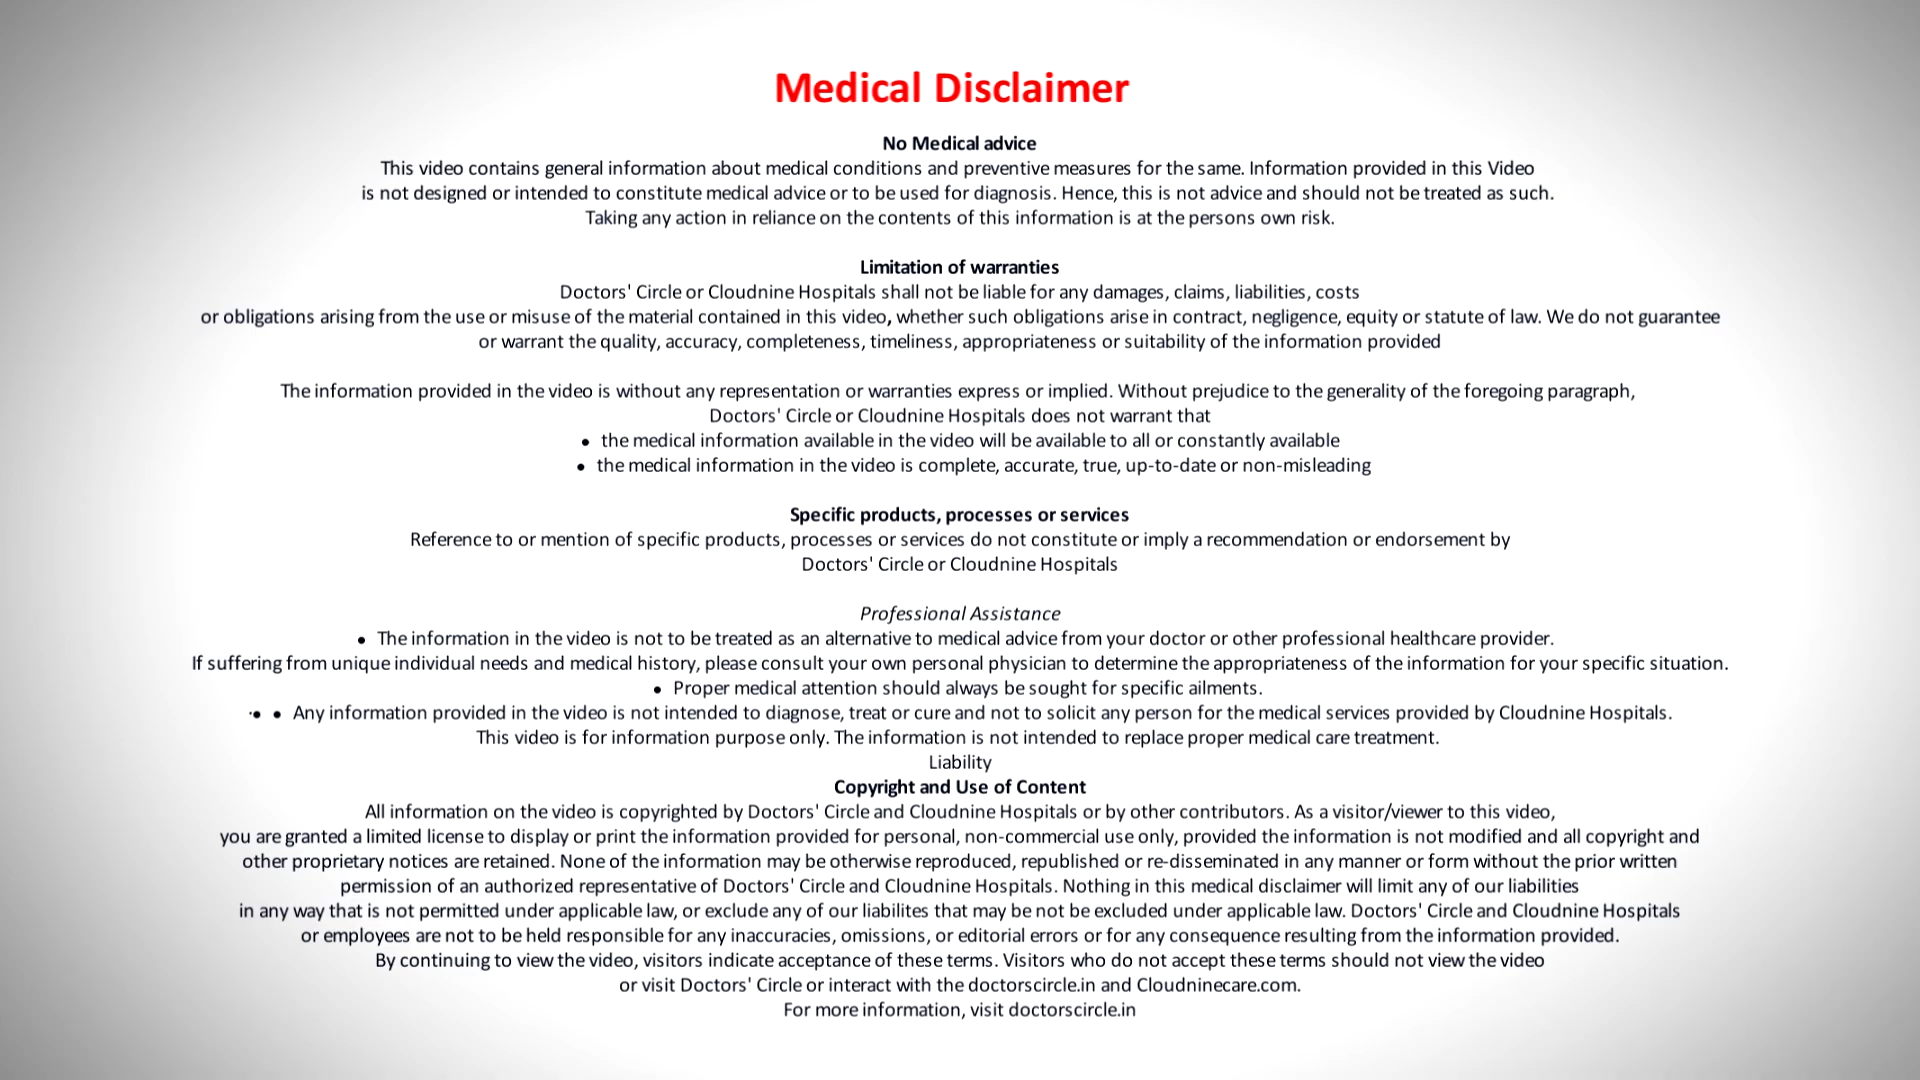 Medical Disclaimer
No Medical advice
This video contains general information about medical conditions and preventive measures for the same. Information provided in this Video
is not designed or intended to constitute medical advice or to be used for diagnosis. Hence, this is not advice and should not be treated as such.
Taking any action in reliance on the contents of this information is at the persons own risk.
Limitation of warranties
Doctors' Circle or Cloudnine Hospitals shall not be liable for any damages, claims, liabilities, costs
or obligations arising from the use or misuse of the material contained in this video, whether such obligations arise in contract, negligence, equity or statute of law. We do not guarantee
or warrant the quality, accuracy, completeness, timeliness, appropriateness or suitability of the information provided
The information provided in the video is without any representation or warranties express or implied. Without prejudice to the generality of the foregoing paragraph,
Doctors' Circle or Cloudnine Hospitals does not warrant that
• the medical information available in the video will be available to all or constantly available
• the medical information in the video is complete, accurate, true, up-to-date or non-misleading
Specific products, processes or services
Reference to or mention of specific products, processes or services do not constitute or imply a recommendation or endorsement by
Doctors' Circle or Cloudnine Hospitals
Professional Assistance
• The information in the video is not to be treated as an alternative to medical advice from your doctor or other professional healthcare provider.
If suffering from unique individual needs and medical history, please consult your own personal physician to determine the appropriateness of the information for your specific situation.
• Proper medical attention should always be sought for specific ailments.
·• • Any information provided in the video is not intended to diagnose, treat or cure and not to solicit any person for the medical services provided by Cloudnine Hospitals.
This video is for information purpose only. The information is not intended to replace proper medical care treatment.
Liability
Copyright and Use of Content
All information on the video is copyrighted by Doctors' Circle and Cloudnine Hospitals or by other contributors. As a visitor/viewer to this video,
you are granted a limited license to display or print the information provided for personal, non-commercial use only, provided the information is not modified and all copyright and
other proprietary notices are retained. None of the information may be otherwise reproduced, republished or re-disseminated in any manner or form without the prior written
permission of an authorized representative of Doctors' Circle and Cloudnine Hospitals. Nothing in this medical disclaimer will limit any of our liabilities
in any way that is not permitted under applicable law, or exclude any of our liabilites that may be not be excluded under applicable law. Doctors' Circle and Cloudnine Hospitals
or employees are not to be held responsible for any inaccuracies, omissions, or editorial errors or for any consequence resulting from the information provided.
By continuing to view the video, visitors indicate acceptance of these terms. Visitors who do not accept these terms should not view the video
or visit Doctors' Circle or interact with the doctorscircle.in and Cloudninecare.com.
For more information, visit doctorscircle.in